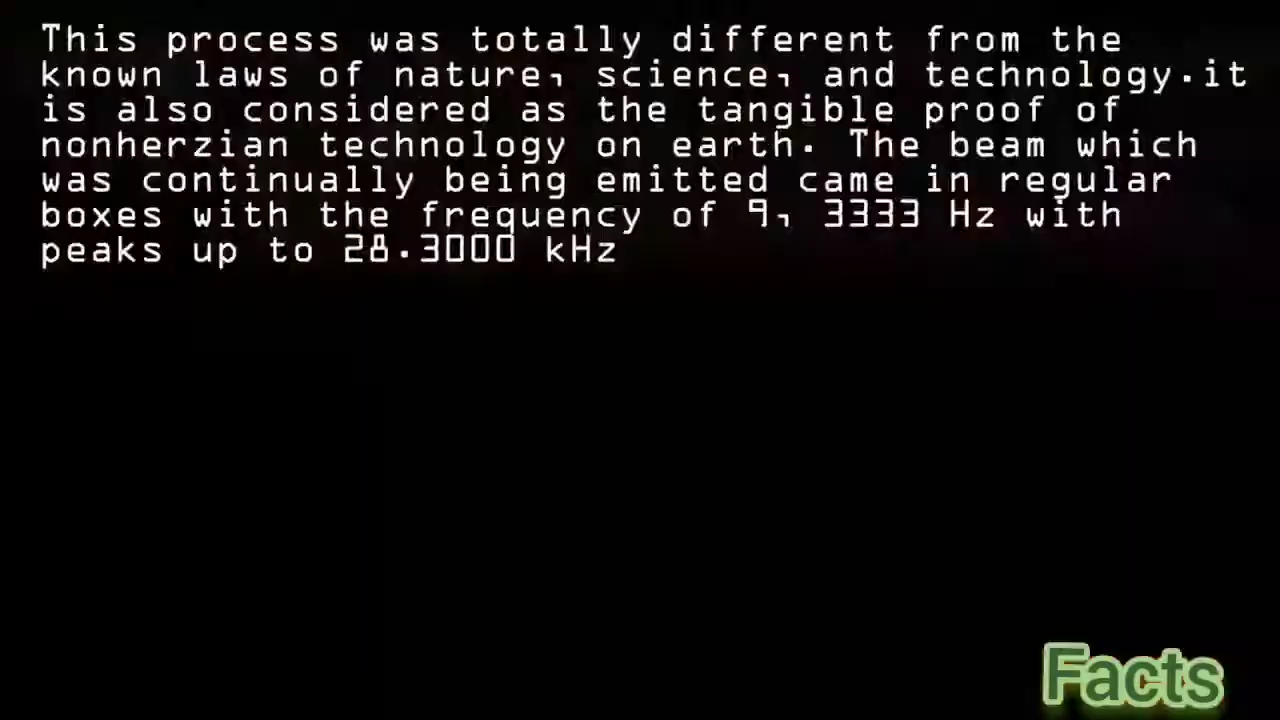 This process was totally different from the
known laws of nature, science, and technology.it
is also considered as the tangible proof of
nonherzian technology on earth. The beam which
was continually being emitted came in regular
boxes with the frequency of 9, 3333 Hz with
peaks up to 28.3000 kHz
Facts